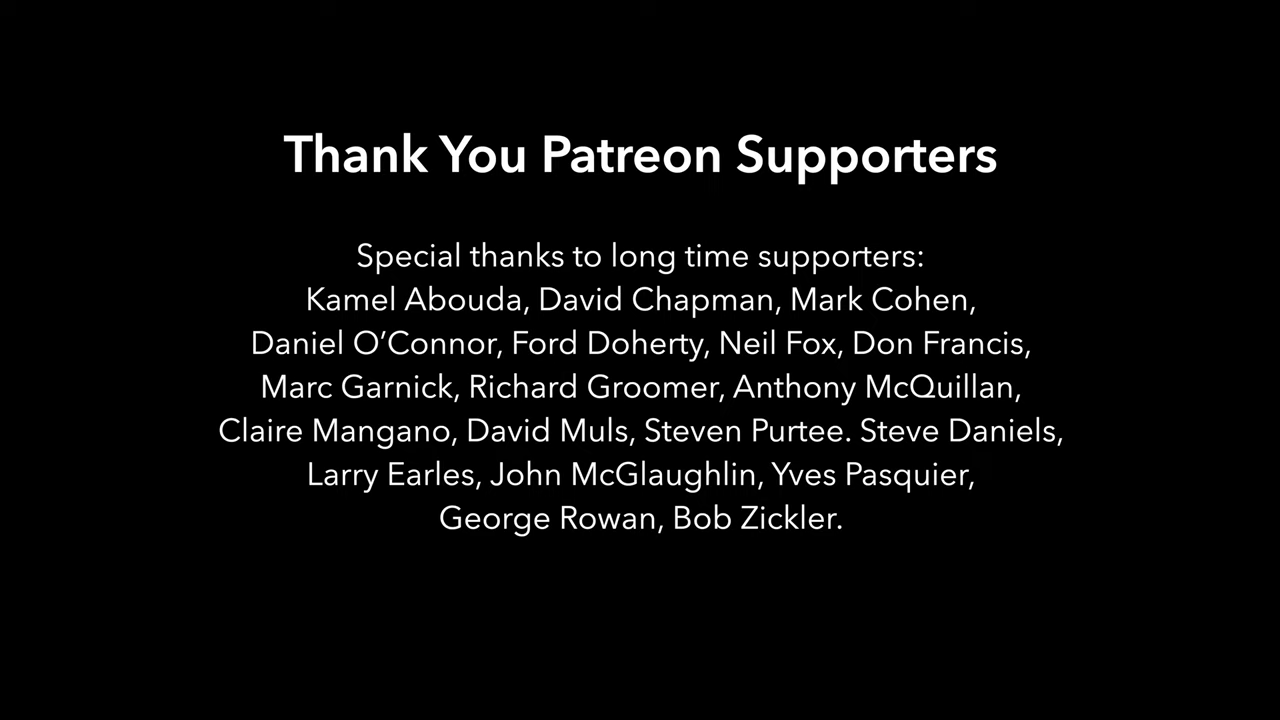 Thank You Patreon Supporters
Special thanks to long time supporters:
Kamel Abouda, David Chapman, Mark Cohen,
Daniel O’Connor, Ford Doherty, Neil Fox, Don Francis,
Marc Garnick, Richard Groomer, Anthony McQuillan,
Claire Mangano, David Muls, Steven Purtee. Steve Daniels,
Larry Earles, John McGlaughlin, Yves Pasquier,
George Rowan, Bob Zickler.